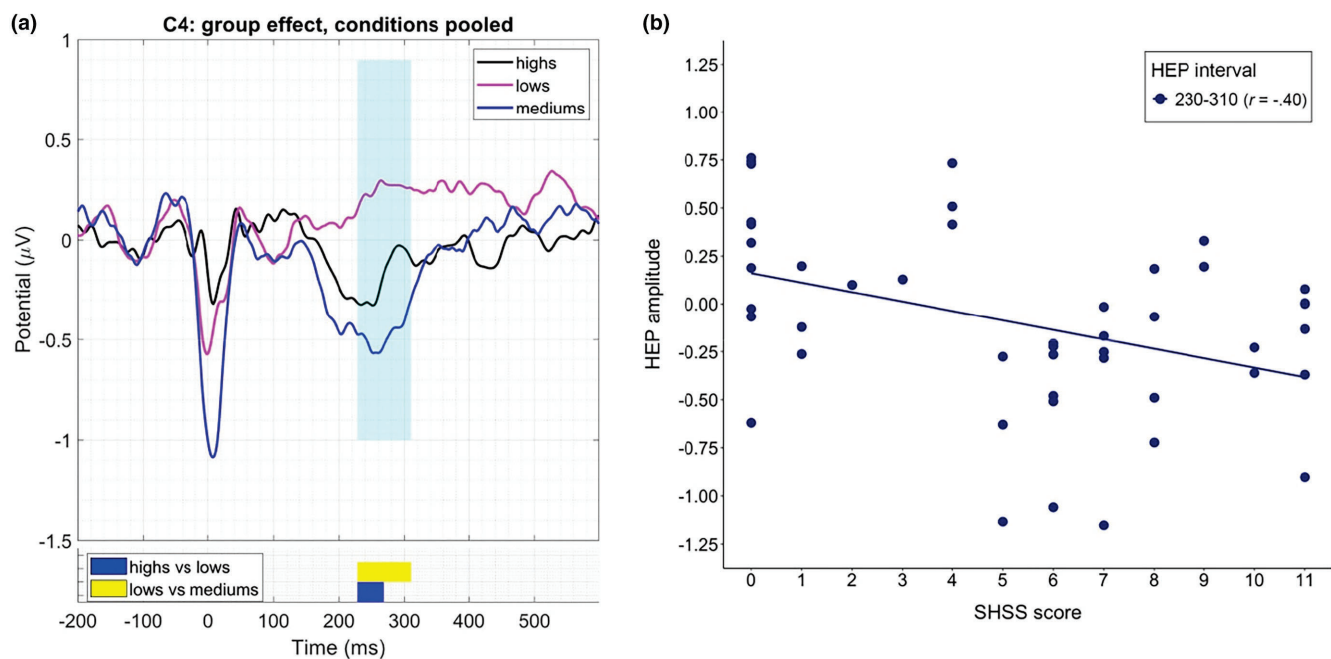 (a)
C4: group effect, conditions pooled
highs
lows
mediums
1
0.5
0
-0.5
-1
-1.5
Potential (μV)
highs vs lows
lows vs mediums
-200 -100 0 100 200 300 400 500
Time (ms)
(b)
HEP interval
230-310 (r = -.40)
1.25
1.00
0.75
0.50
0.25
0.00
-0.25
-0.50
-0.75
-1.00
-1.25
HEP amplitude
0 1 2 3 4 5 6 7 8 9 10 11
SHSS score